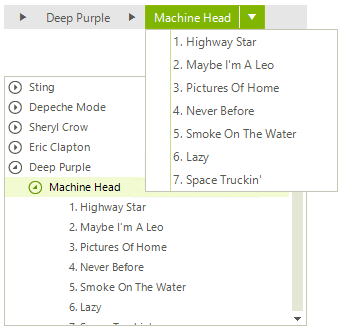 Deep Purple Machine Head
1. Highway Star
2. Maybe I'm A Leo
3. Pictures Of Home
4. Never Before
5. Smoke On The Water
6. Lazy
7. Space Truckin'
Sting
Depeche Mode
Sheryl Crow
Eric Clapton
Deep Purple
Machine Head
1. Highway Star
2. Maybe I'm A Leo
3. Pictures Of Home
4. Never Before
5. Smoke On The Water
6. Lazy